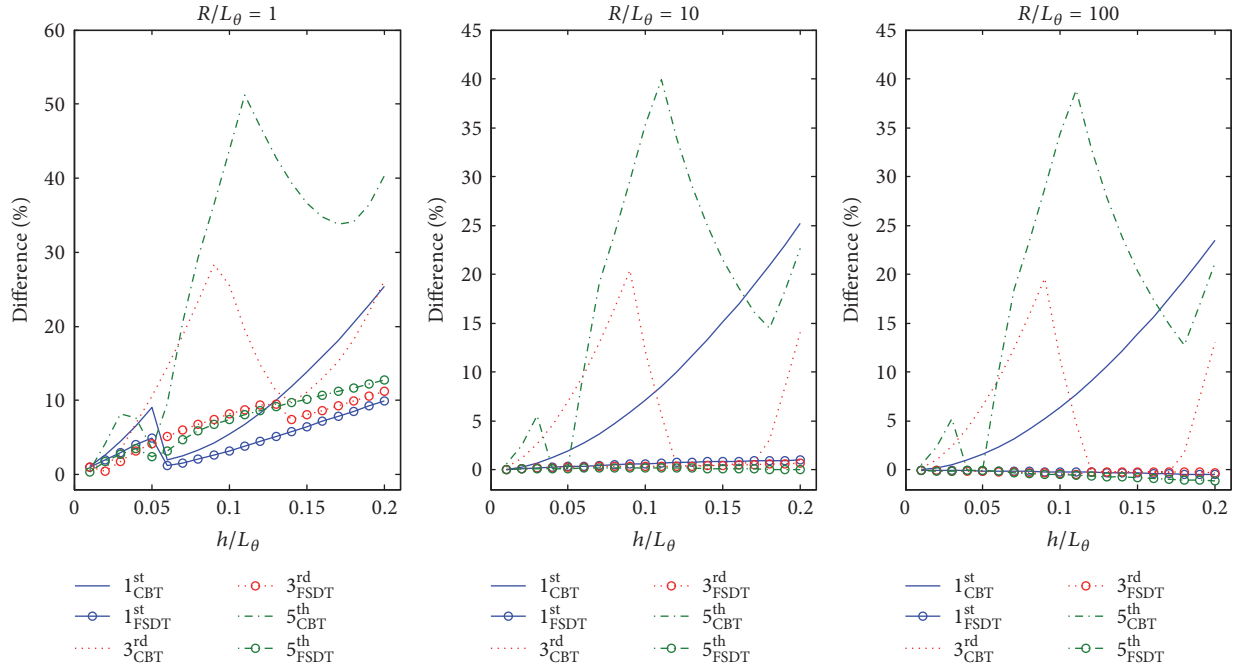 R/Lθ = 1
60
50
40
30
20
10
0
Difference (%)
0 0.05 0.1 0.15 0.2
h/Lθ
1st CBT
1st FSDT
3rd CBT
3rd FSDT
5th CBT
5th FSDT
R/Lθ = 10
45
40
35
30
25
20
15
10
5
0
Difference (%)
0 0.05 0.1 0.15 0.2
h/Lθ
1st CBT
1st FSDT
3rd CBT
3rd FSDT
5th CBT
5th FSDT
R/Lθ = 100
45
40
35
30
25
20
15
10
5
0
Difference (%)
0 0.05 0.1 0.15 0.2
h/Lθ
1st CBT
1st FSDT
3rd CBT
3rd FSDT
5th CBT
5th FSDT